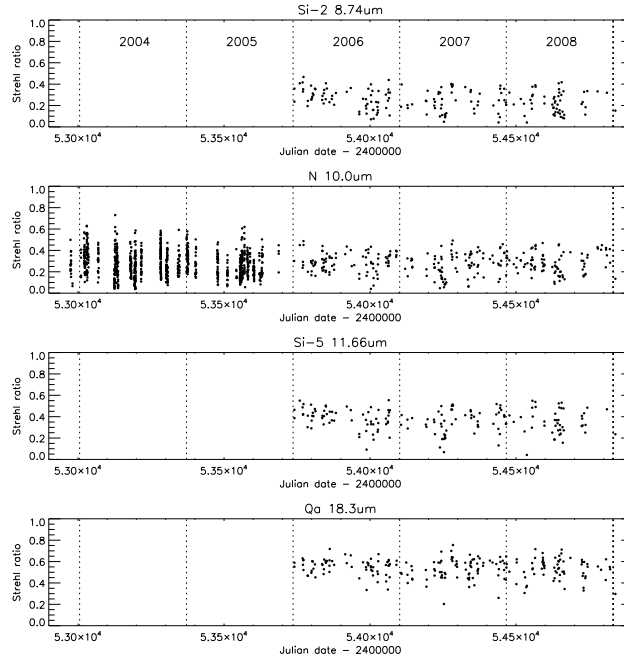 Si-2 8.74um
1.0
0.8
0.6
0.4
0.2
0.0
Strehl ratio
2004 2005 2006 2007 2008
5.30×10⁴ 5.35×10⁴ 5.40×10⁴ 5.45×10⁴
Julian date - 2400000
N 10.0um
1.0
0.8
0.6
0.4
0.2
0.0
Strehl ratio
5.30×10⁴ 5.35×10⁴ 5.40×10⁴ 5.45×10⁴
Julian date - 2400000
Si-5 11.66um
1.0
0.8
0.6
0.4
0.2
0.0
Strehl ratio
5.30×10⁴ 5.35×10⁴ 5.40×10⁴ 5.45×10⁴
Julian date - 2400000
Qa 18.3um
1.0
0.8
0.6
0.4
0.2
0.0
Strehl ratio
5.30×10⁴ 5.35×10⁴ 5.40×10⁴ 5.45×10⁴
Julian date - 2400000